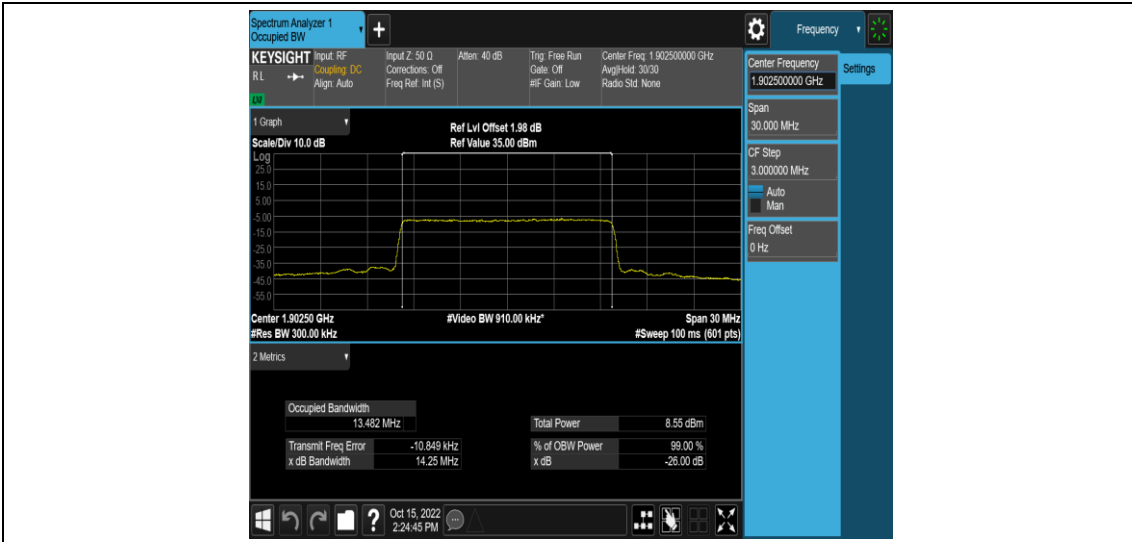 Spectrum Analyzer 1
Occupied BW
+
Frequency
KEYSIGHT
RL
LXI
Input: RF
Coupling: DC
Align: Auto
Input Z: 50 Ω
Corrections: Off
Freq Ref: Int (S)
Atten: 40 dB
Trig: Free Run
Gate: Off
#IF Gain: Low
Center Freq: 1.902500000 GHz
Avg|Hold: 30/30
Radio Std: None
Center Frequency
1.902500000 GHz
Settings
Span
30.000 MHz
CF Step
3.000000 MHz
Auto
Man
Freq Offset
0 Hz
1 Graph
Ref Lvl Offset 1.98 dB
Scale/Div 10.0 dB
Ref Value 35.00 dBm
Log
25.0
15.0
5.00
-5.00
-15.0
-25.0
-35.0
-45.0
-55.0
Center 1.90250 GHz
#Video BW 910.00 kHz*
Span 30 MHz
#Res BW 300.00 kHz
#Sweep 100 ms (601 pts)
2 Metrics
Occupied Bandwidth
13.482 MHz
Total Power 8.55 dBm
Transmit Freq Error -10.849 kHz
% of OBW Power 99.00 %
x dB Bandwidth 14.25 MHz
x dB -26.00 dB
?
Oct 15, 2022
2:24:45 PM